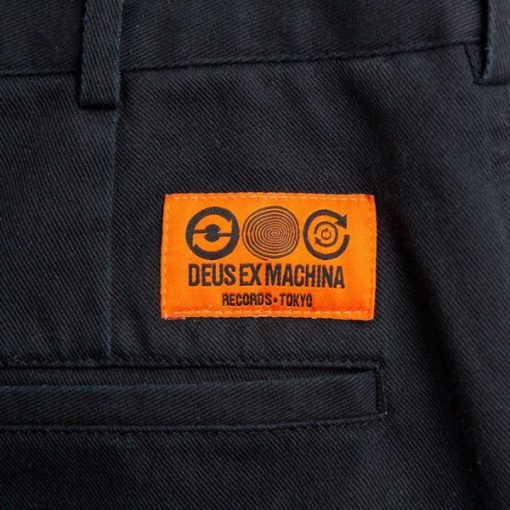 DEUS EX MACHINA
RECORDS • TOKYO